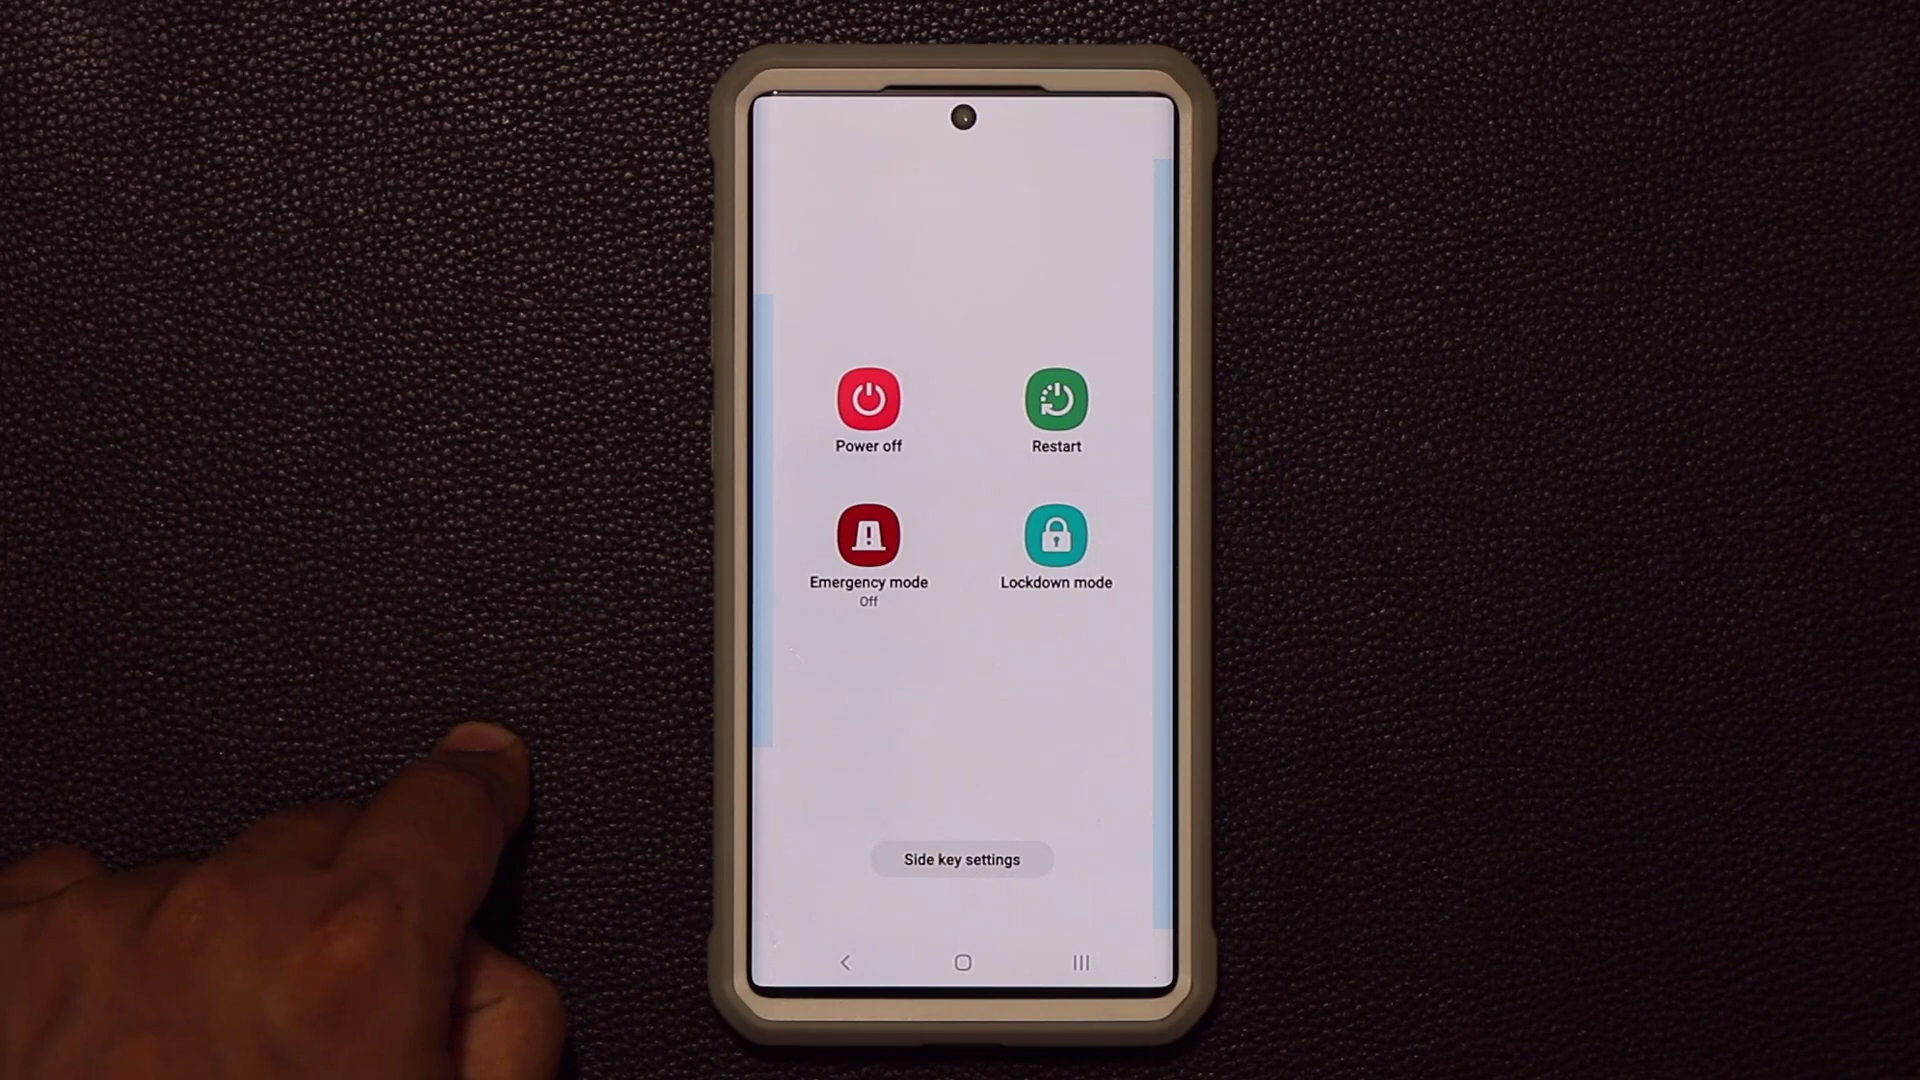 Power off
Restart
Emergency mode
Off
Lockdown mode
Side key settings